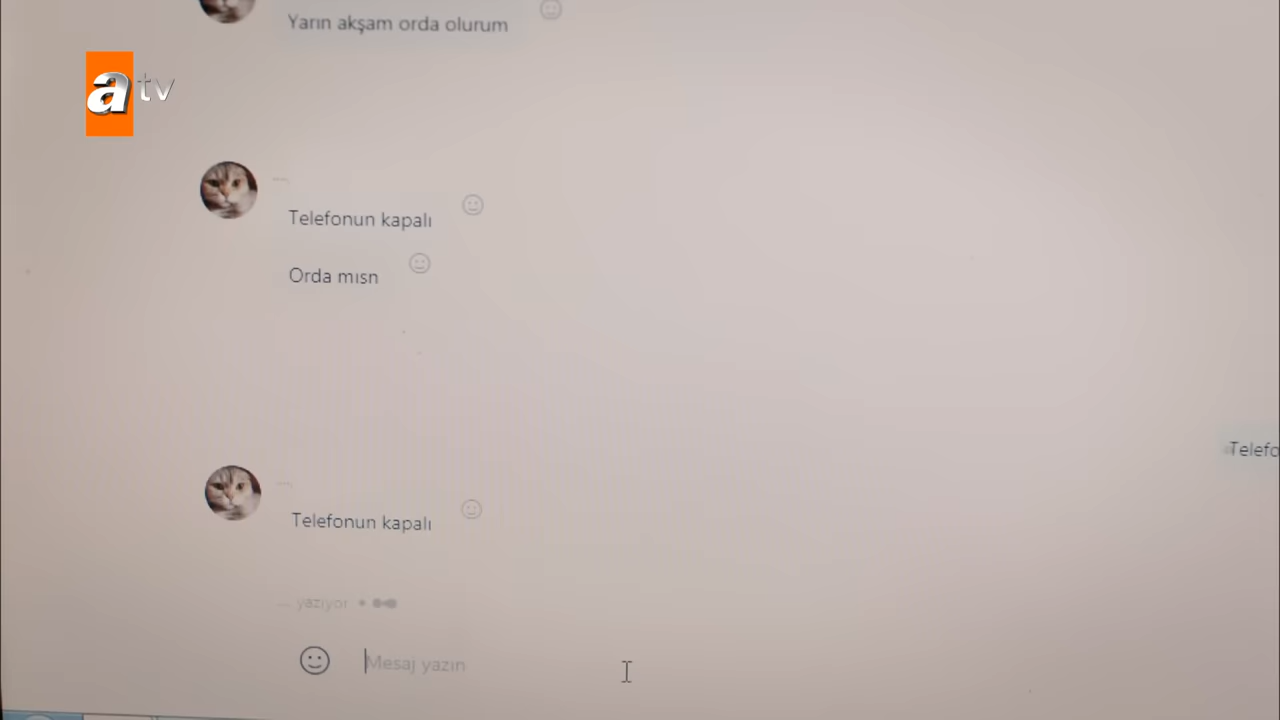 Yarın akşam orda olurum
atv
Telefonun kapalı
Orda mısn
Telefo
Telefonun kapalı
yazıyor
Mesaj yazın